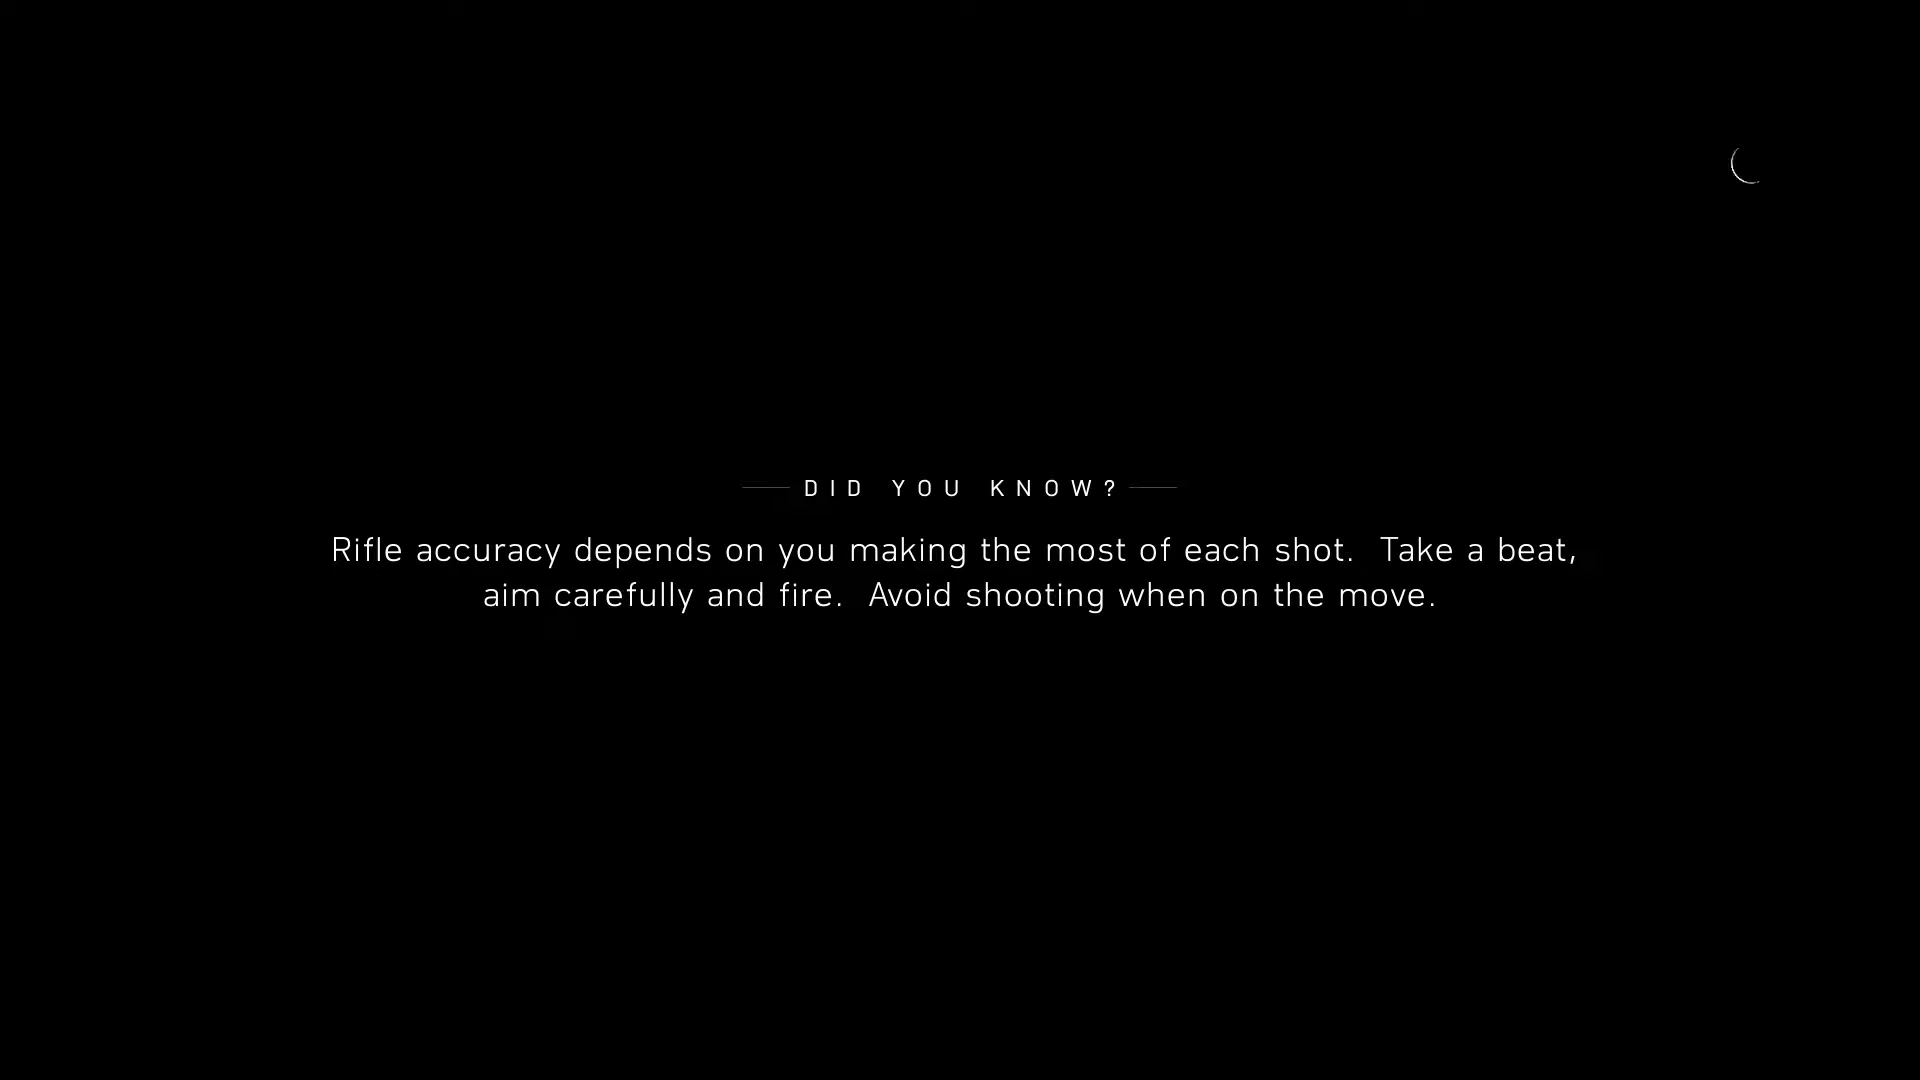 DID YOU KNOW?
Rifle accuracy depends on you making the most of each shot.  Take a beat,
aim carefully and fire.  Avoid shooting when on the move.